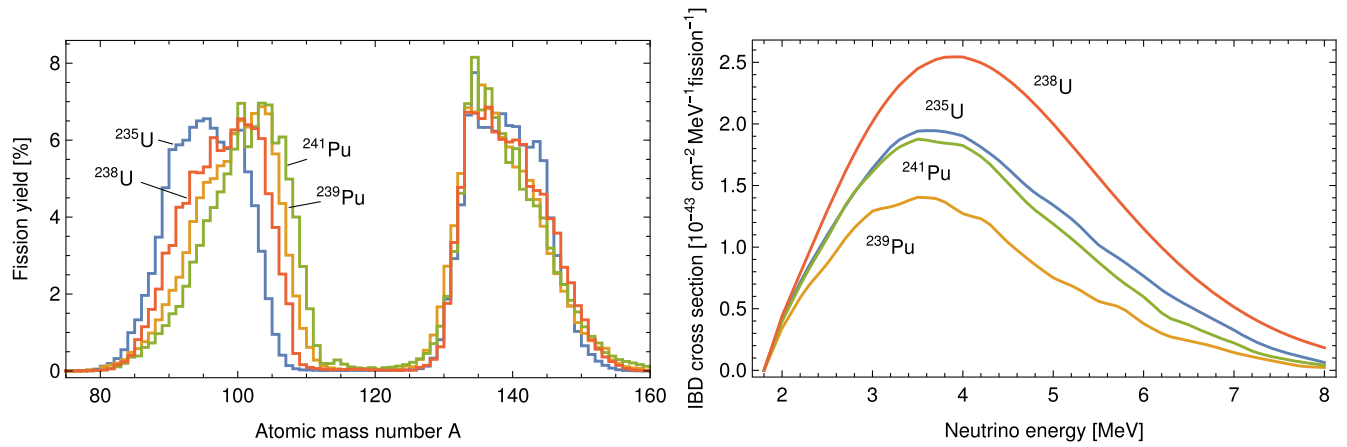 Fission yield [%]
8
6
4
2
0
²³⁵U
²³⁸U
²⁴¹Pu
²³⁹Pu
80 100 120 140 160
Atomic mass number A
IBD cross section [10⁻⁴³ cm⁻² MeV⁻¹ fission⁻¹]
2.5
2.0
1.5
1.0
0.5
0.0
²³⁸U
²³⁵U
²⁴¹Pu
²³⁹Pu
2 3 4 5 6 7 8
Neutrino energy [MeV]